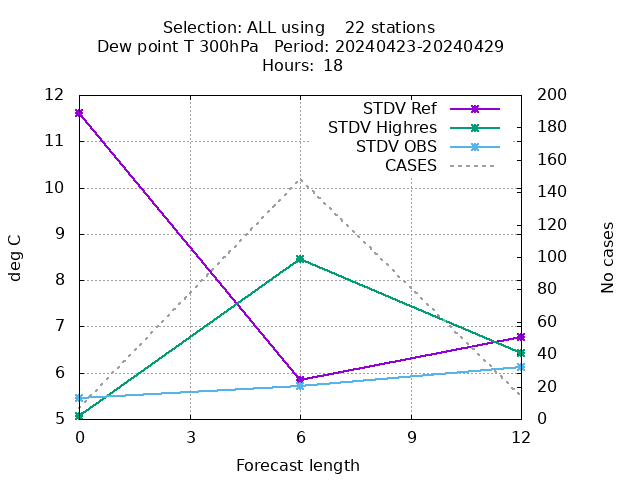 Selection: ALL using    22 stations
Dew point T 300hPa   Period: 20240423-20240429
Hours: 18
STDV Ref
STDV Highres
STDV OBS
CASES
12
11
10
9
8
7
6
5
deg C
200
180
160
140
120
100
80
60
40
20
0
No cases
0 3 6 9 12
Forecast length